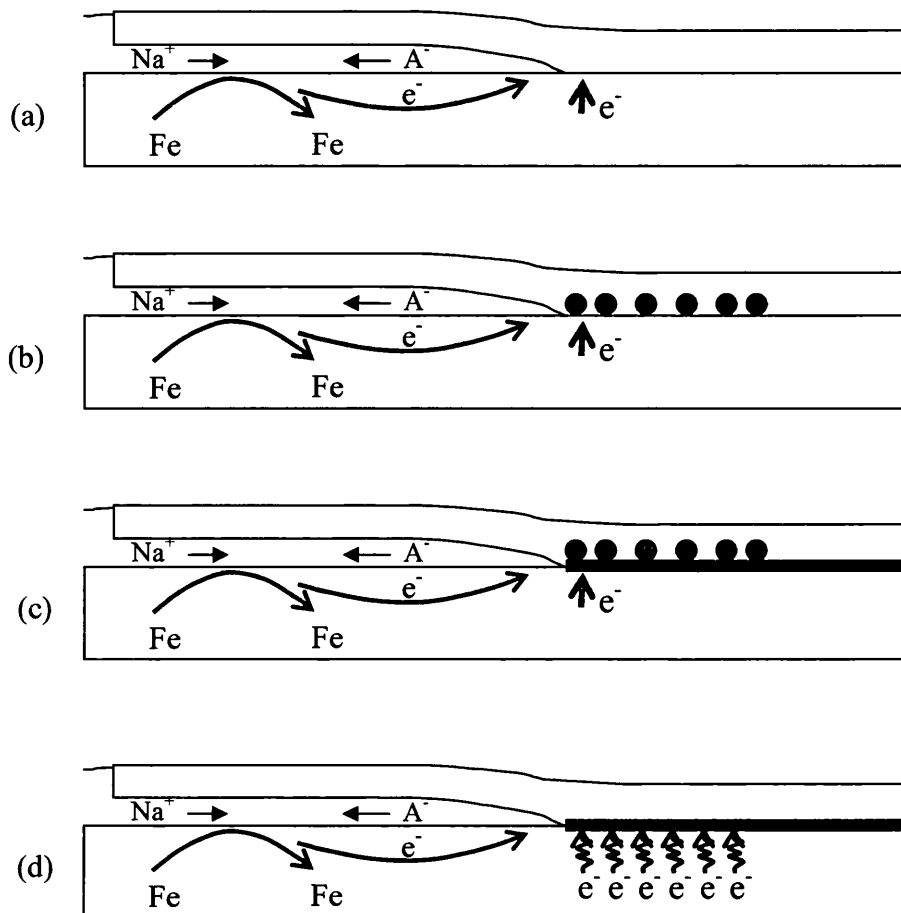 Na⁺ A⁻
e⁻ e⁻
(a)
Fe Fe
Na⁺ A⁻
e⁻ e⁻
(b)
Fe Fe
Na⁺ A⁻
e⁻ e⁻
(c)
Fe Fe
Na⁺ A⁻
e⁻
(d)
Fe Fe e⁻ e⁻ e⁻ e⁻ e⁻ e⁻